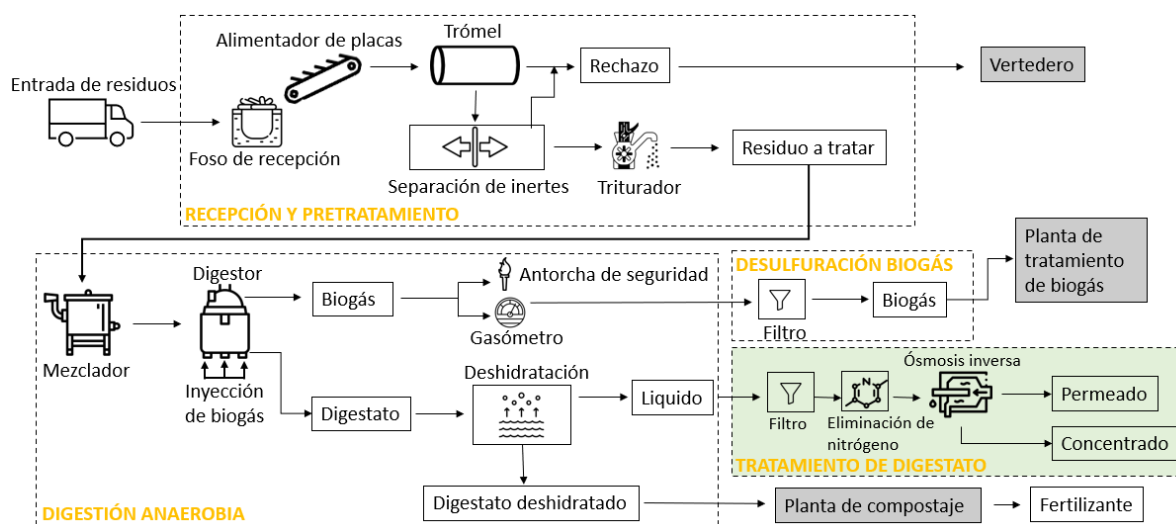 Entrada de residuos
Alimentador de placas
Foso de recepción
Trómel
Rechazo
Vertedero
Separación de inertes
Triturador
Residuo a tratar
RECEPCIÓN Y PRETRATAMIENTO
Mezclador
Digestor
Inyección
de biogás
Biogás
Antorcha de seguridad
Gasómetro
DESULFURACIÓN BIOGÁS
Filtro
Biogás
Planta de
tratamiento
de biogás
Digestato
Deshidratación
Liquido
Filtro
N
Eliminación de
nitrógeno
Ósmosis inversa
Permeado
Concentrado
TRATAMIENTO DE DIGESTATO
Digestato deshidratado
Planta de compostaje
Fertilizante
DIGESTIÓN ANAEROBIA